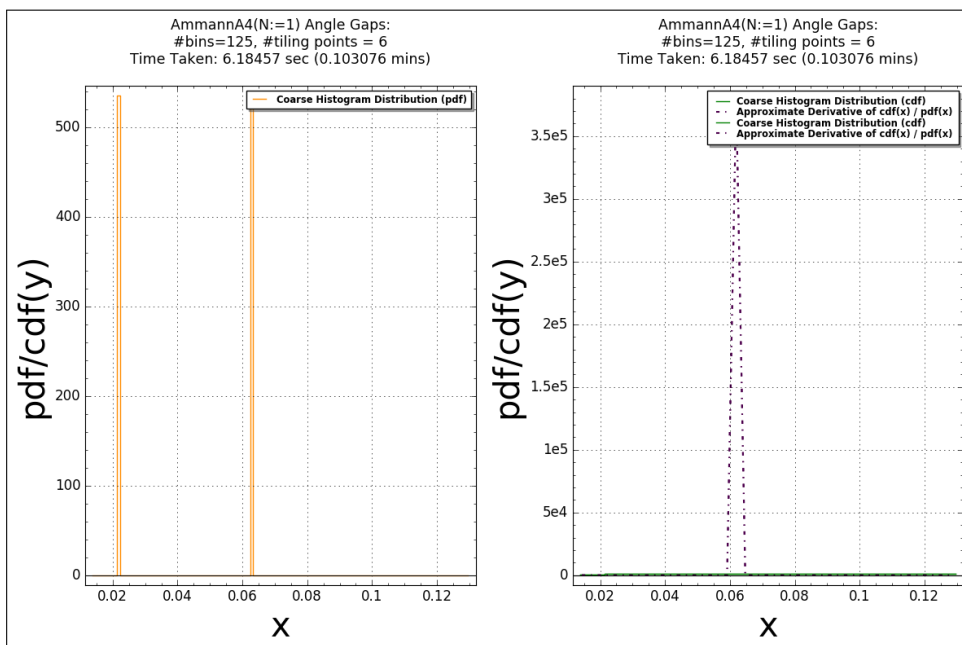 AmmannA4(N:=1) Angle Gaps:
#bins=125, #tiling points = 6
Time Taken: 6.18457 sec (0.103076 mins)
Coarse Histogram Distribution (pdf)
500
400
300
200
100
0
0.02 0.04 0.06 0.08 0.1 0.12
pdf/cdf(y)
x
AmmannA4(N:=1) Angle Gaps:
#bins=125, #tiling points = 6
Time Taken: 6.18457 sec (0.103076 mins)
Coarse Histogram Distribution (cdf)
Approximate Derivative of cdf(x) / pdf(x)
Coarse Histogram Distribution (cdf)
Approximate Derivative of cdf(x) / pdf(x)
3.5e5
3e5
2.5e5
2e5
1.5e5
1e5
5e4
0
0.02 0.04 0.06 0.08 0.1 0.12
pdf/cdf(y)
x